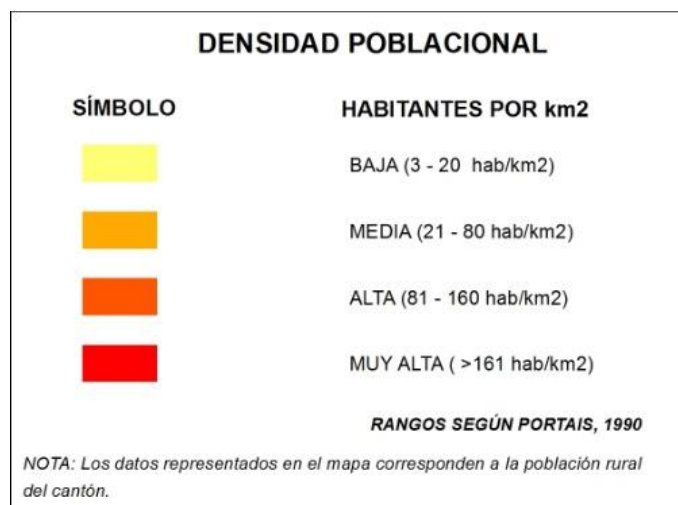 DENSIDAD POBLACIONAL
SÍMBOLO HABITANTES POR km2
BAJA (3 - 20 hab/km2)
MEDIA (21 - 80 hab/km2)
ALTA (81 - 160 hab/km2)
MUY ALTA ( >161 hab/km2)
RANGOS SEGÚN PORTAIS, 1990
NOTA: Los datos representados en el mapa corresponden a la población rural
del cantón.